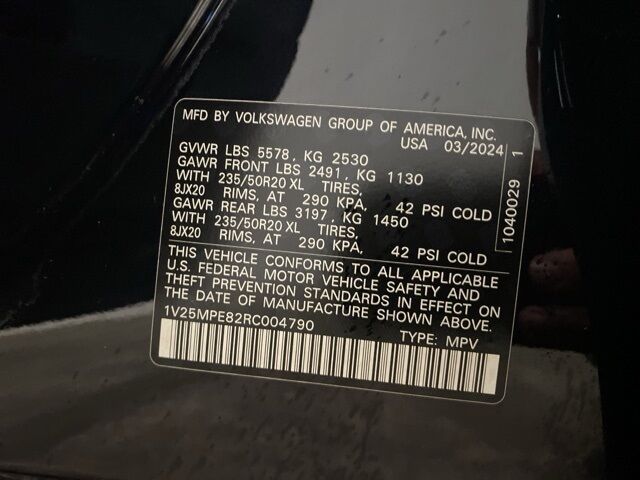 MFD BY VOLKSWAGEN GROUP OF AMERICA, INC.
USA 03/2024
GVWR LBS 5578, KG 2530
GAWR FRONT LBS 2491, KG 1130
WITH 235/50R20 XL TIRES,
8JX20 RIMS, AT 290 KPA, 42 PSI COLD
GAWR REAR LBS 3197, KG 1450
WITH 235/50R20 XL TIRES,
8JX20 RIMS, AT 290 KPA, 42 PSI COLD
THIS VEHICLE CONFORMS TO ALL APPLICABLE
U.S. FEDERAL MOTOR VEHICLE SAFETY AND
THEFT PREVENTION STANDARDS IN EFFECT ON
THE DATE OF MANUFACTURE SHOWN ABOVE.
1V25MPE82RC004790 TYPE: MPV
1040029 1